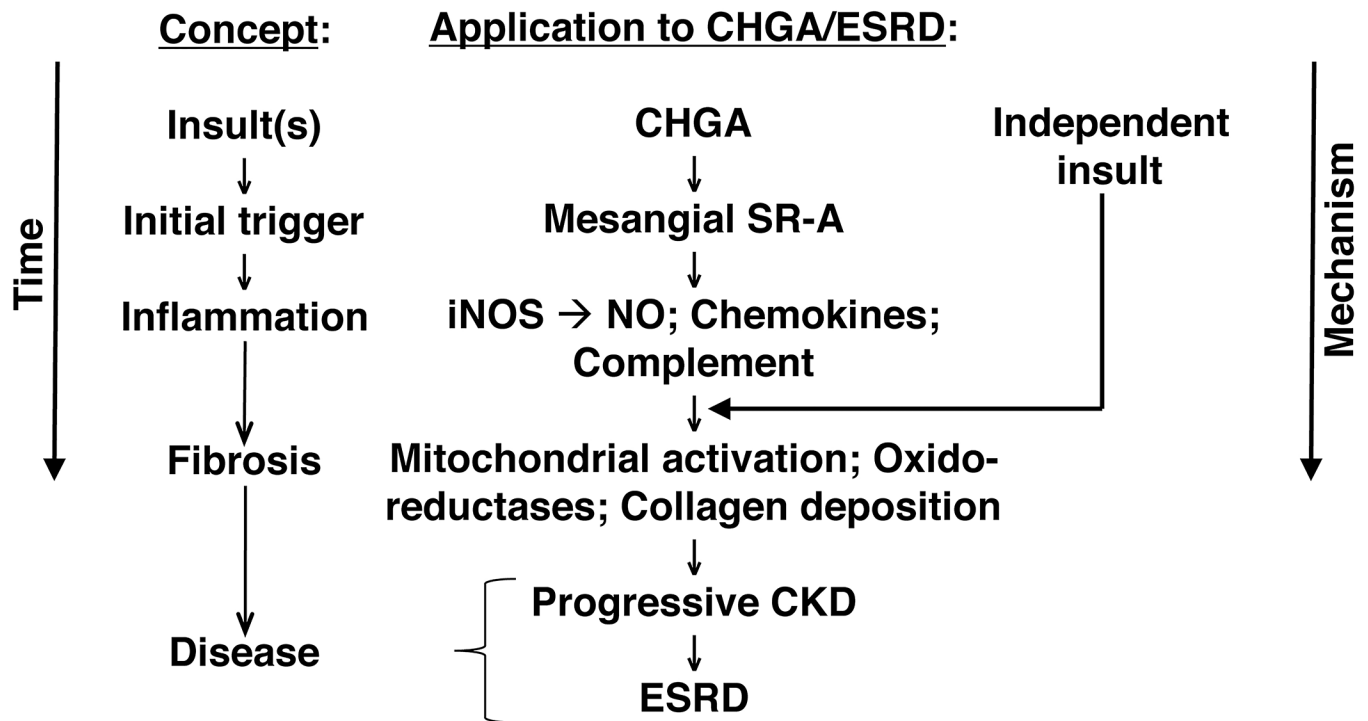 Concept:
Application to CHGA/ESRD:
Time
Insult(s)
Initial trigger
Inflammation
Fibrosis
Disease
CHGA
Mesangial SR-A
iNOS → NO; Chemokines;
Complement
Mitochondrial activation; Oxido-
reductases; Collagen deposition
Progressive CKD
ESRD
Independent
insult
Mechanism